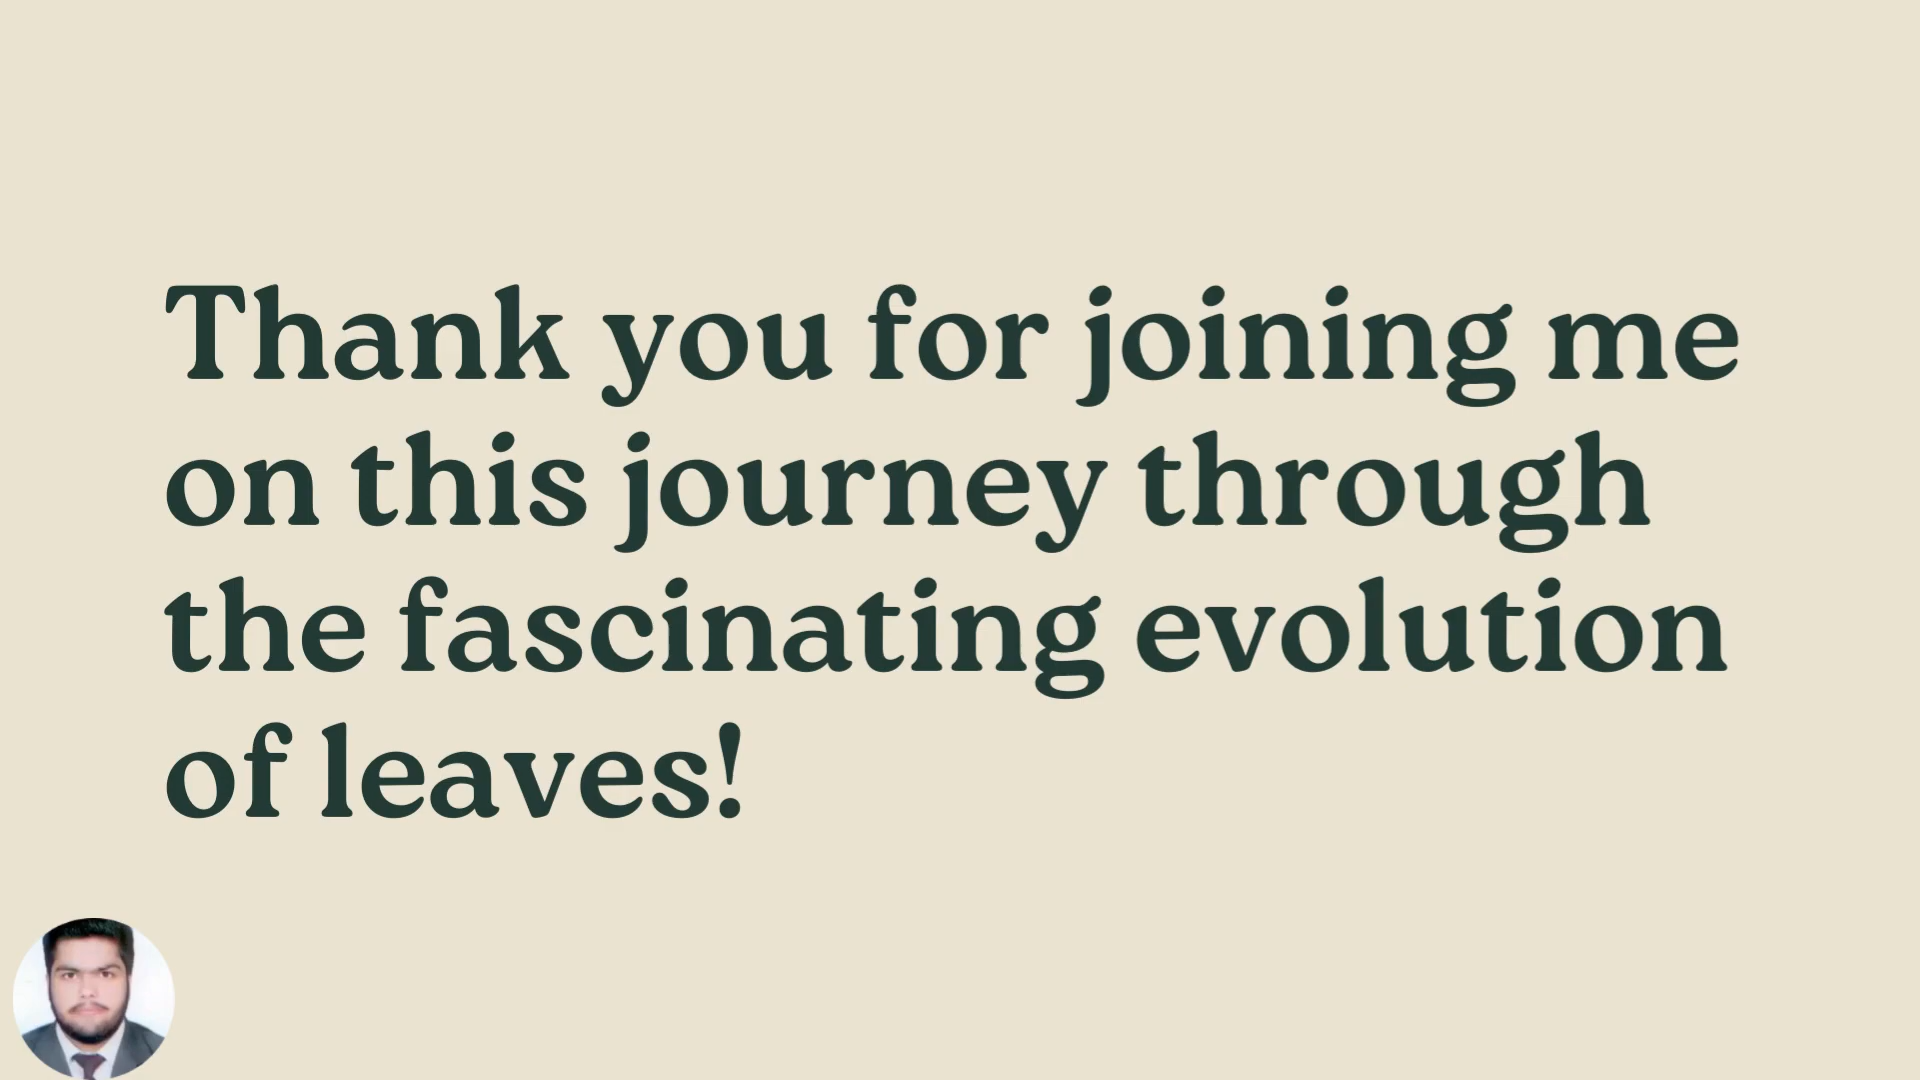 Thank you for joining me
on this journey through
the fascinating evolution
of leaves!